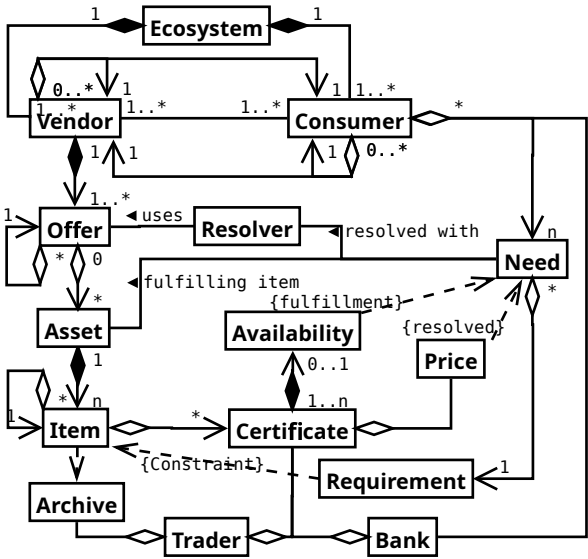 1 Ecosystem 1
0..* 1 1 1..*
1..*
Vendor 1..* 1..* Consumer *
1 1 1 0..*
1..*
1 ◄ uses Resolver ◄ resolved with n
Offer
Need
* 0
◄ fulfilling item *
* {fulfillment}
Asset Availability {resolved}
1 0..1 Price
* n 1..n
1 Item * Certificate
{Constraint} 1
Requirement
Archive
Trader Bank